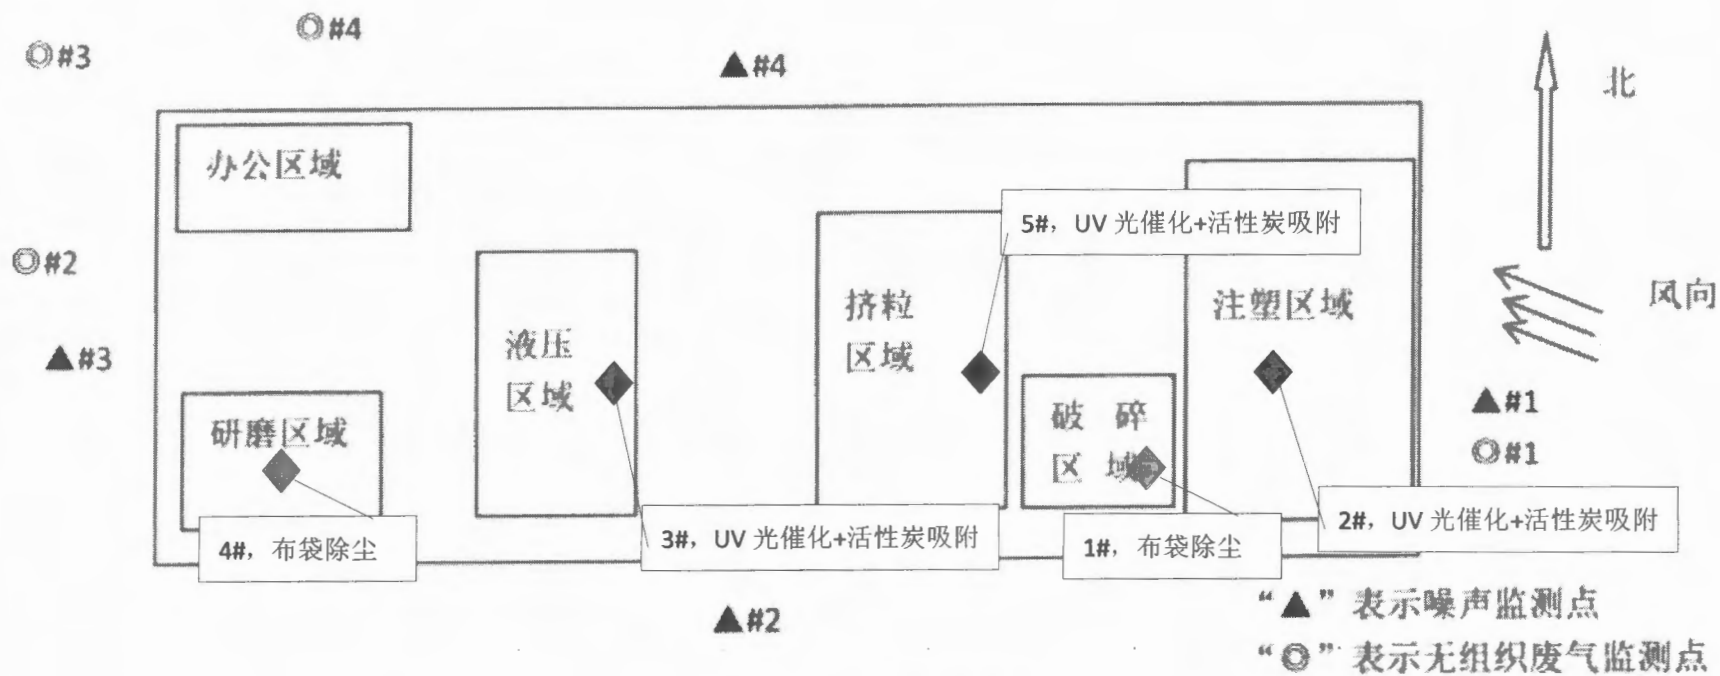 ◎#3
◎#4
▲#4
北
办公区域
5#，UV 光催化+活性炭吸附
◎#2
挤粒
区域
注塑区域
风向
液压
区域
▲#3
▲#1
破 碎
区 域
研磨区域
◎#1
4#，布袋除尘
3#，UV 光催化+活性炭吸附
1#，布袋除尘
2#，UV 光催化+活性炭吸附
▲#2
“▲”表示噪声监测点
“◎”表示无组织废气监测点